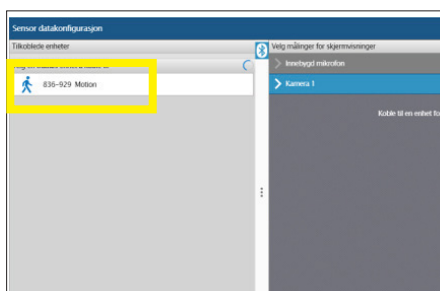 Sensor datakonfigurasjon
Tilkoblede enheter
836-929 Motion
Velg målinger for skjermvisninger
Innebygd mikrofon
Kamera 1
Koble til en enhet fo